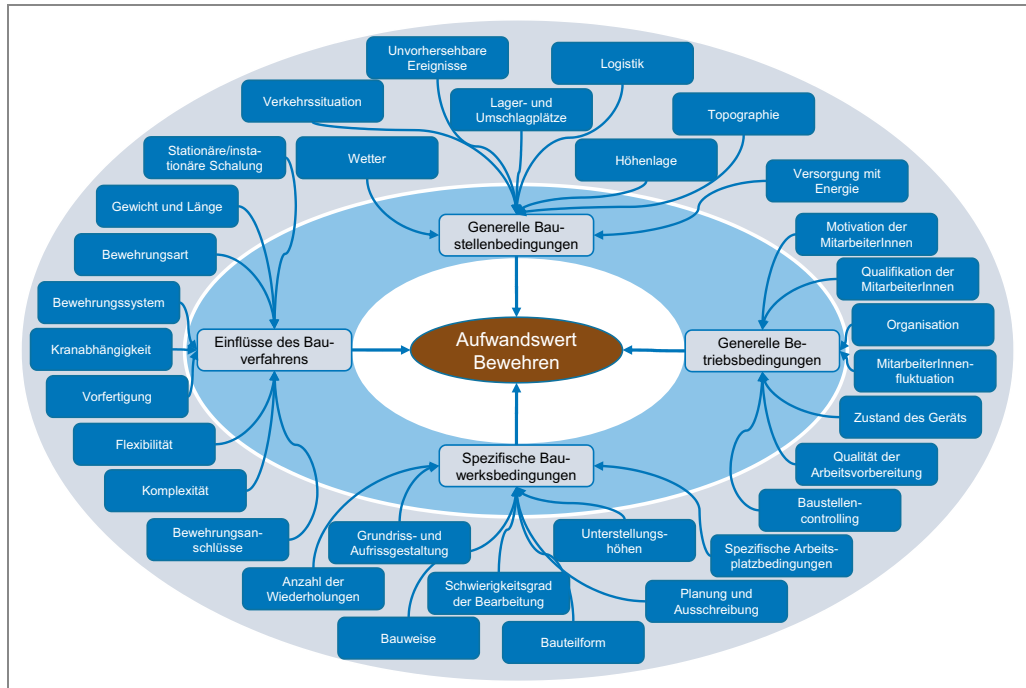 Unvorhersehbare
Ereignisse
Logistik
Verkehrssituation
Lager- und
Umschlagplätze
Topographie
Stationäre/insta-
tionäre Schalung
Wetter
Höhenlage
Versorgung mit
Energie
Gewicht und Länge
Generelle Bau-
stellenbedingungen
Motivation der
MitarbeiterInnen
Bewehrungsart
Qualifikation der
MitarbeiterInnen
Bewehrungssystem
Organisation
Kranabhängigkeit
Einflüsse des Bau-
verfahrens
Aufwandswert
Bewehren
Generelle Be-
triebsbedingungen
MitarbeiterInnen-
fluktuation
Vorfertigung
Zustand des Geräts
Flexibilität
Spezifische Bau-
werksbedingungen
Qualität der
Arbeitsvorbereitung
Komplexität
Baustellen-
controlling
Bewehrungsan-
schlüsse
Grundriss- und
Aufrissgestaltung
Unterstellungs-
höhen
Spezifische Arbeits-
platzbedingungen
Anzahl der
Wiederholungen
Schwierigkeitsgrad
der Bearbeitung
Planung und
Ausschreibung
Bauweise
Bauteilform